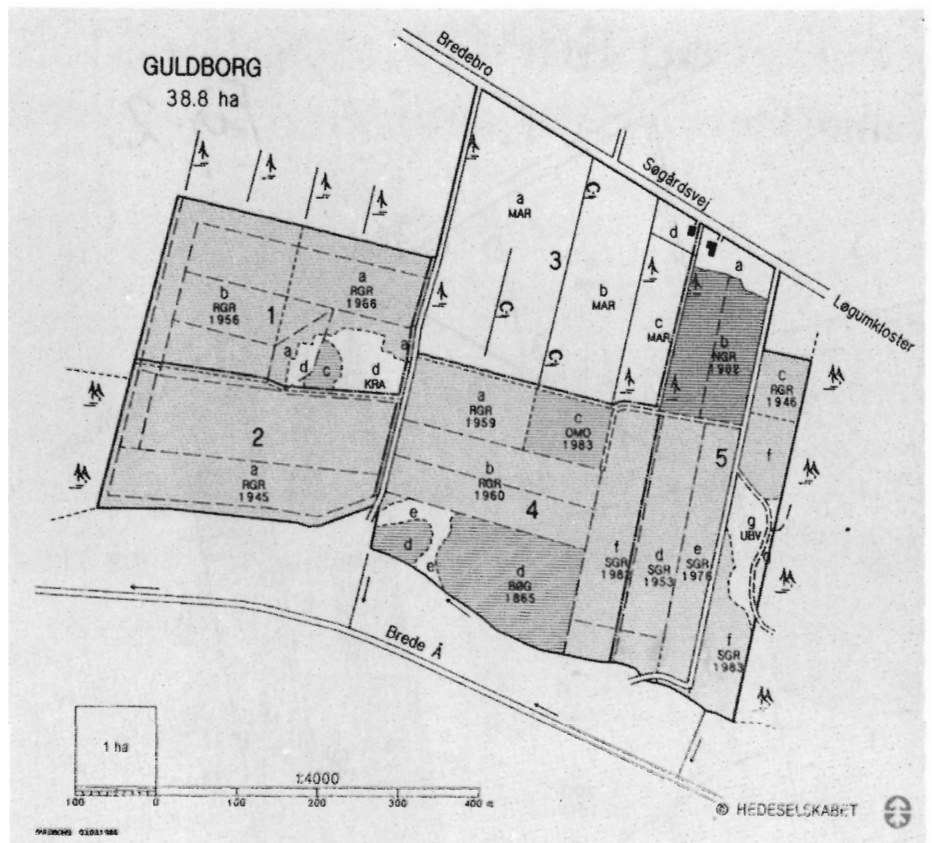 GULDBORG
38.8 ha
Bredebro
Søgårdsvej
Løgumkloster
a
MAR
3
b
MAR
c
MAR
d
a
b
NGR
c
RGR
1946
f
a
RGR
1966
b
RGR
1956
1
a
d
c
d
KRA
a
2
a
RGR
1945
a
RGR
1959
c
OMO
1983
b
RGR
1960
4
e
d
e
d
BØG
1865
f
SGR
d
SGR
1953
e
SGR
1976
5
g
UBV
g
f
SGR
1983
Brede Å
1 ha
1:4000
100 0 100 200 300 400 m
© HEDESELSKABET